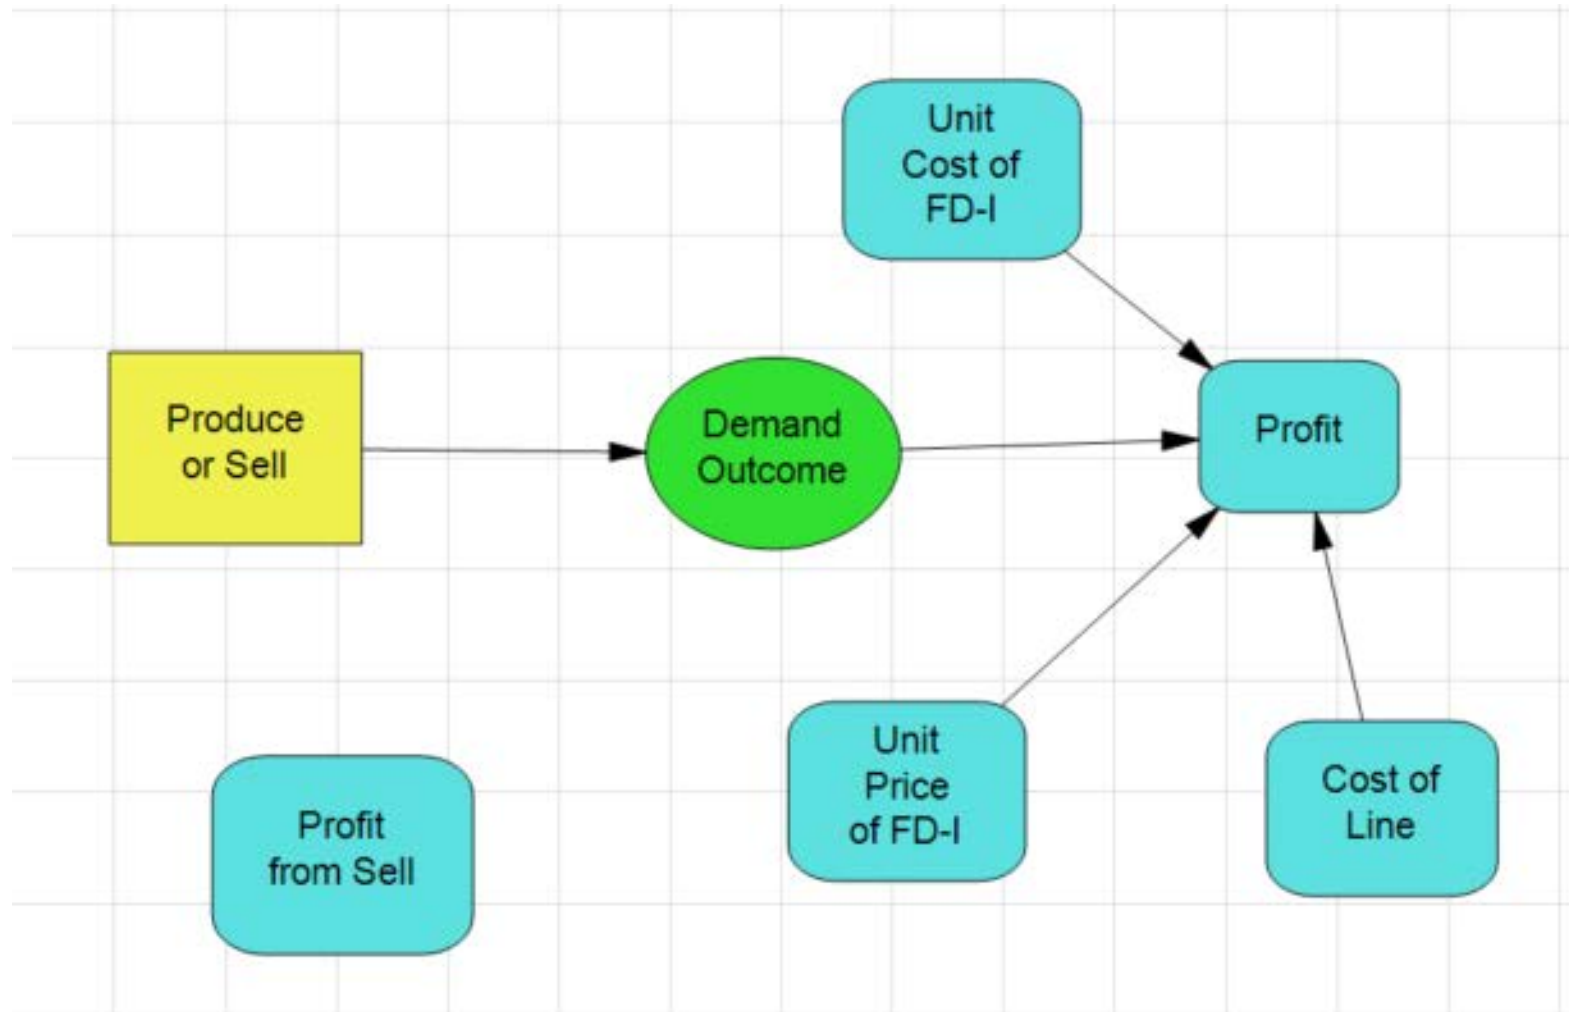 Unit
Cost of
FD-I
Produce
or Sell
Demand
Outcome
Profit
Unit
Price
of FD-I
Cost of
Line
Profit
from Sell